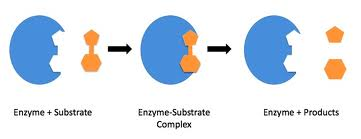 Enzyme + Substrate
Enzyme-Substrate
Complex
Enzyme + Products